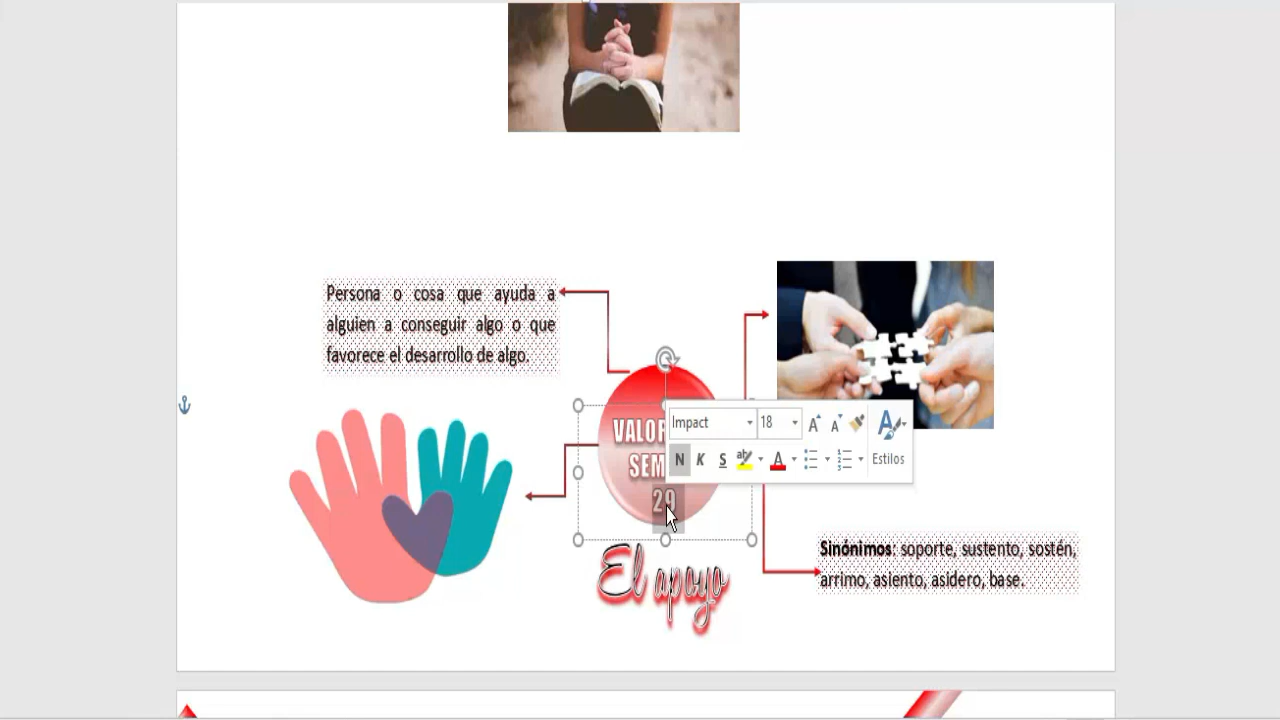 Persona o cosa que ayuda a
alguien a conseguir algo o que
favorece el desarrollo de algo.
Impact 18
N K S ab A Estilos
29
El apoyo
Sinónimos: soporte, sustento, sostén,
arrimo, asiento, asidero, base.